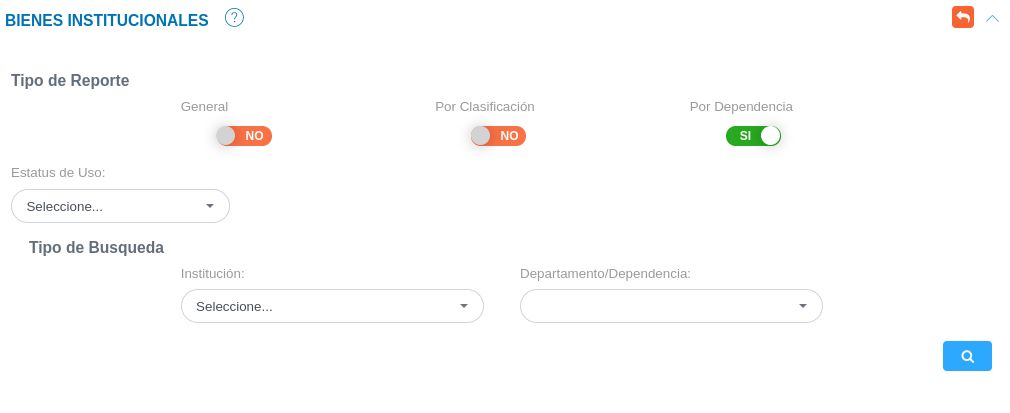 BIENES INSTITUCIONALES ?
Tipo de Reporte
General Por Clasificación Por Dependencia
NO NO SI
Estatus de Uso:
Seleccione...
Tipo de Busqueda
Institución: Departamento/Dependencia:
Seleccione...